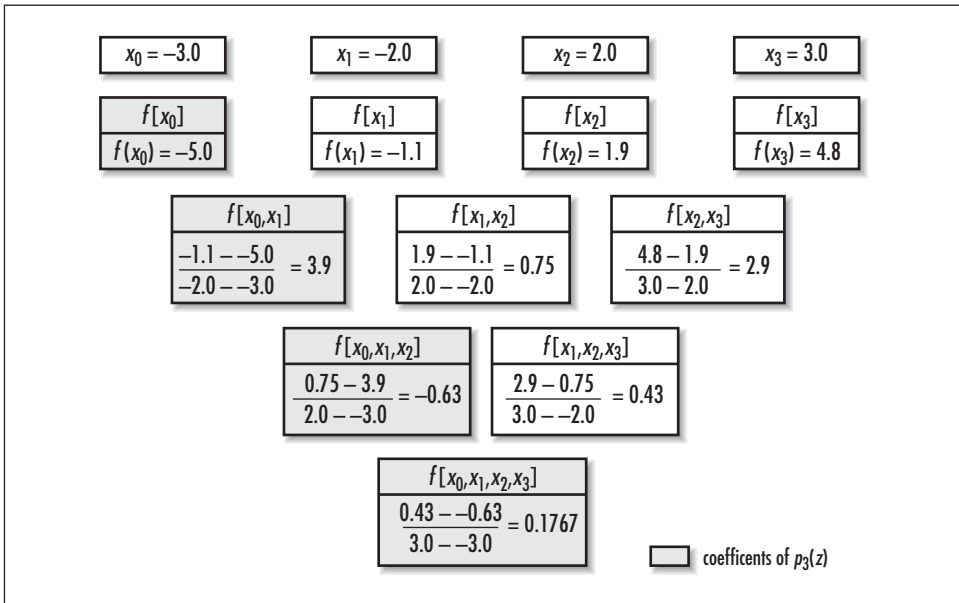 x₀ = –3.0 x₁ = –2.0 x₂ = 2.0 x₃ = 3.0
f[x₀] f[x₁] f[x₂] f[x₃]
f(x₀) = –5.0 f(x₁) = –1.1 f(x₂) = 1.9 f(x₃) = 4.8
f[x₀,x₁] f[x₁,x₂] f[x₂,x₃]
–1.1 – –5.0 1.9 – –1.1 4.8 – 1.9
= 3.9 = 0.75 = 2.9
–2.0 – –3.0 2.0 – –2.0 3.0 – 2.0
f[x₀,x₁,x₂] f[x₁,x₂,x₃]
0.75 – 3.9 2.9 – 0.75
= –0.63 = 0.43
2.0 – –3.0 3.0 – –2.0
f[x₀,x₁,x₂,x₃]
0.43 – –0.63
= 0.1767
3.0 – –3.0
coefficents of p₃(z)